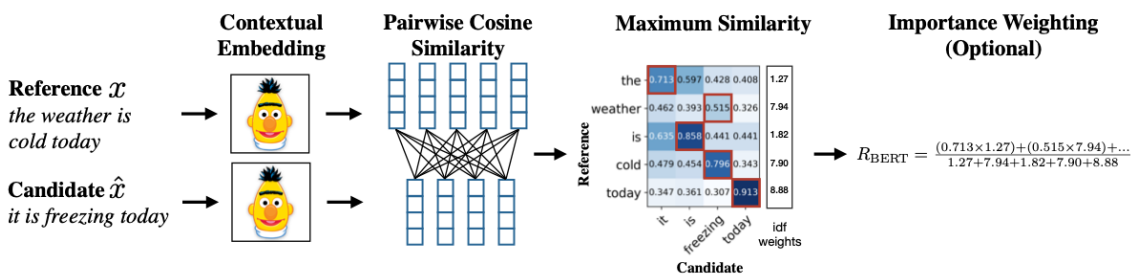 Contextual
Embedding
Pairwise Cosine
Similarity
Maximum Similarity
Importance Weighting
(Optional)
Reference x
the weather is
cold today
Candidate x̂
it is freezing today
Reference
the 0.713 0.597 0.428 0.408 1.27
weather 0.462 0.393 0.515 0.326 7.94
is 0.635 0.858 0.441 0.441 1.82
cold 0.479 0.454 0.796 0.343 7.90
today 0.347 0.361 0.307 0.913 8.88
it is freezing today
idf
weights
Candidate
R_BERT = (0.713×1.27)+(0.515×7.94)+... / 1.27+7.94+1.82+7.90+8.88